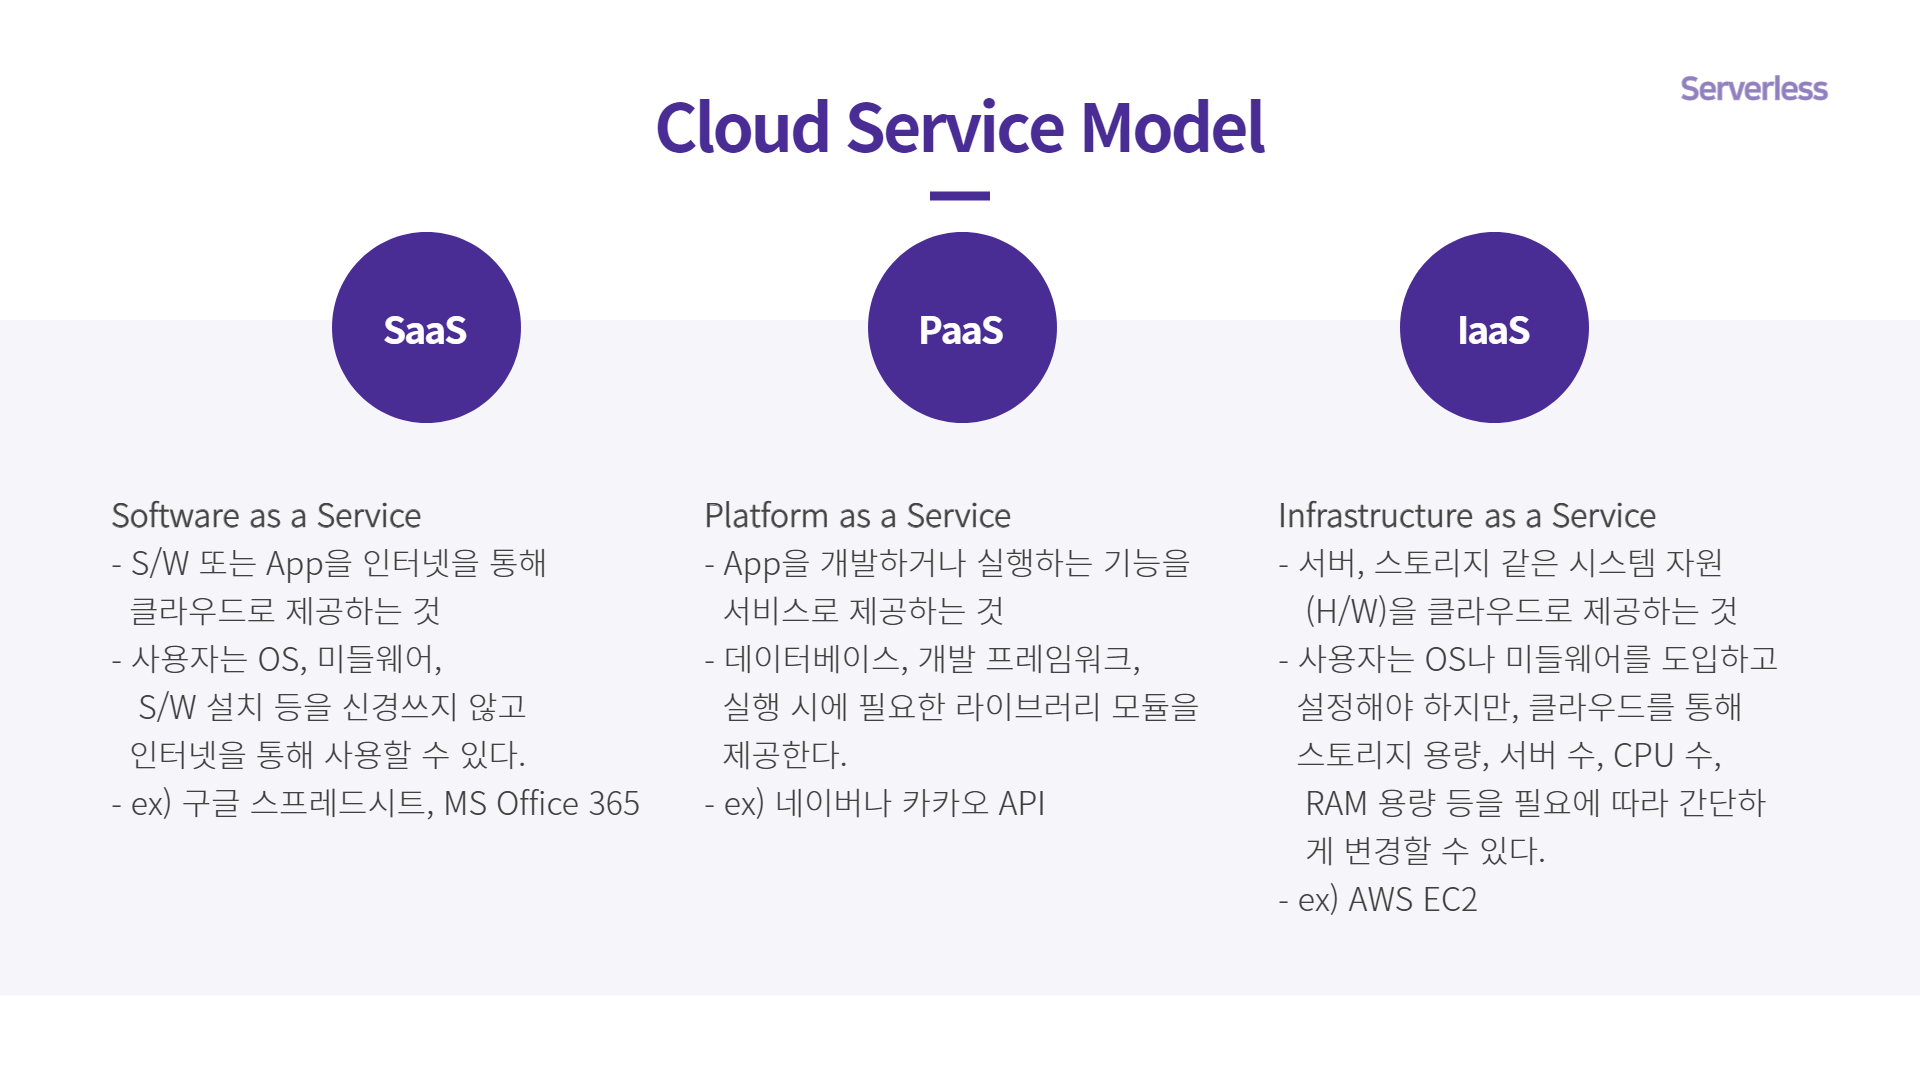 Serverless
Cloud Service Model
SaaS
PaaS
IaaS
Software as a Service
- S/W 또는 App을 인터넷을 통해
클라우드로 제공하는 것
- 사용자는 OS, 미들웨어,
S/W 설치 등을 신경쓰지 않고
인터넷을 통해 사용할 수 있다.
- ex) 구글 스프레드시트, MS Office 365
Platform as a Service
- App을 개발하거나 실행하는 기능을
서비스로 제공하는 것
- 데이터베이스, 개발 프레임워크,
실행 시에 필요한 라이브러리 모듈을
제공한다.
- ex) 네이버나 카카오 API
Infrastructure as a Service
- 서버, 스토리지 같은 시스템 자원
(H/W)을 클라우드로 제공하는 것
- 사용자는 OS나 미들웨어를 도입하고
설정해야 하지만, 클라우드를 통해
스토리지 용량, 서버 수, CPU 수,
RAM 용량 등을 필요에 따라 간단하
게 변경할 수 있다.
- ex) AWS EC2